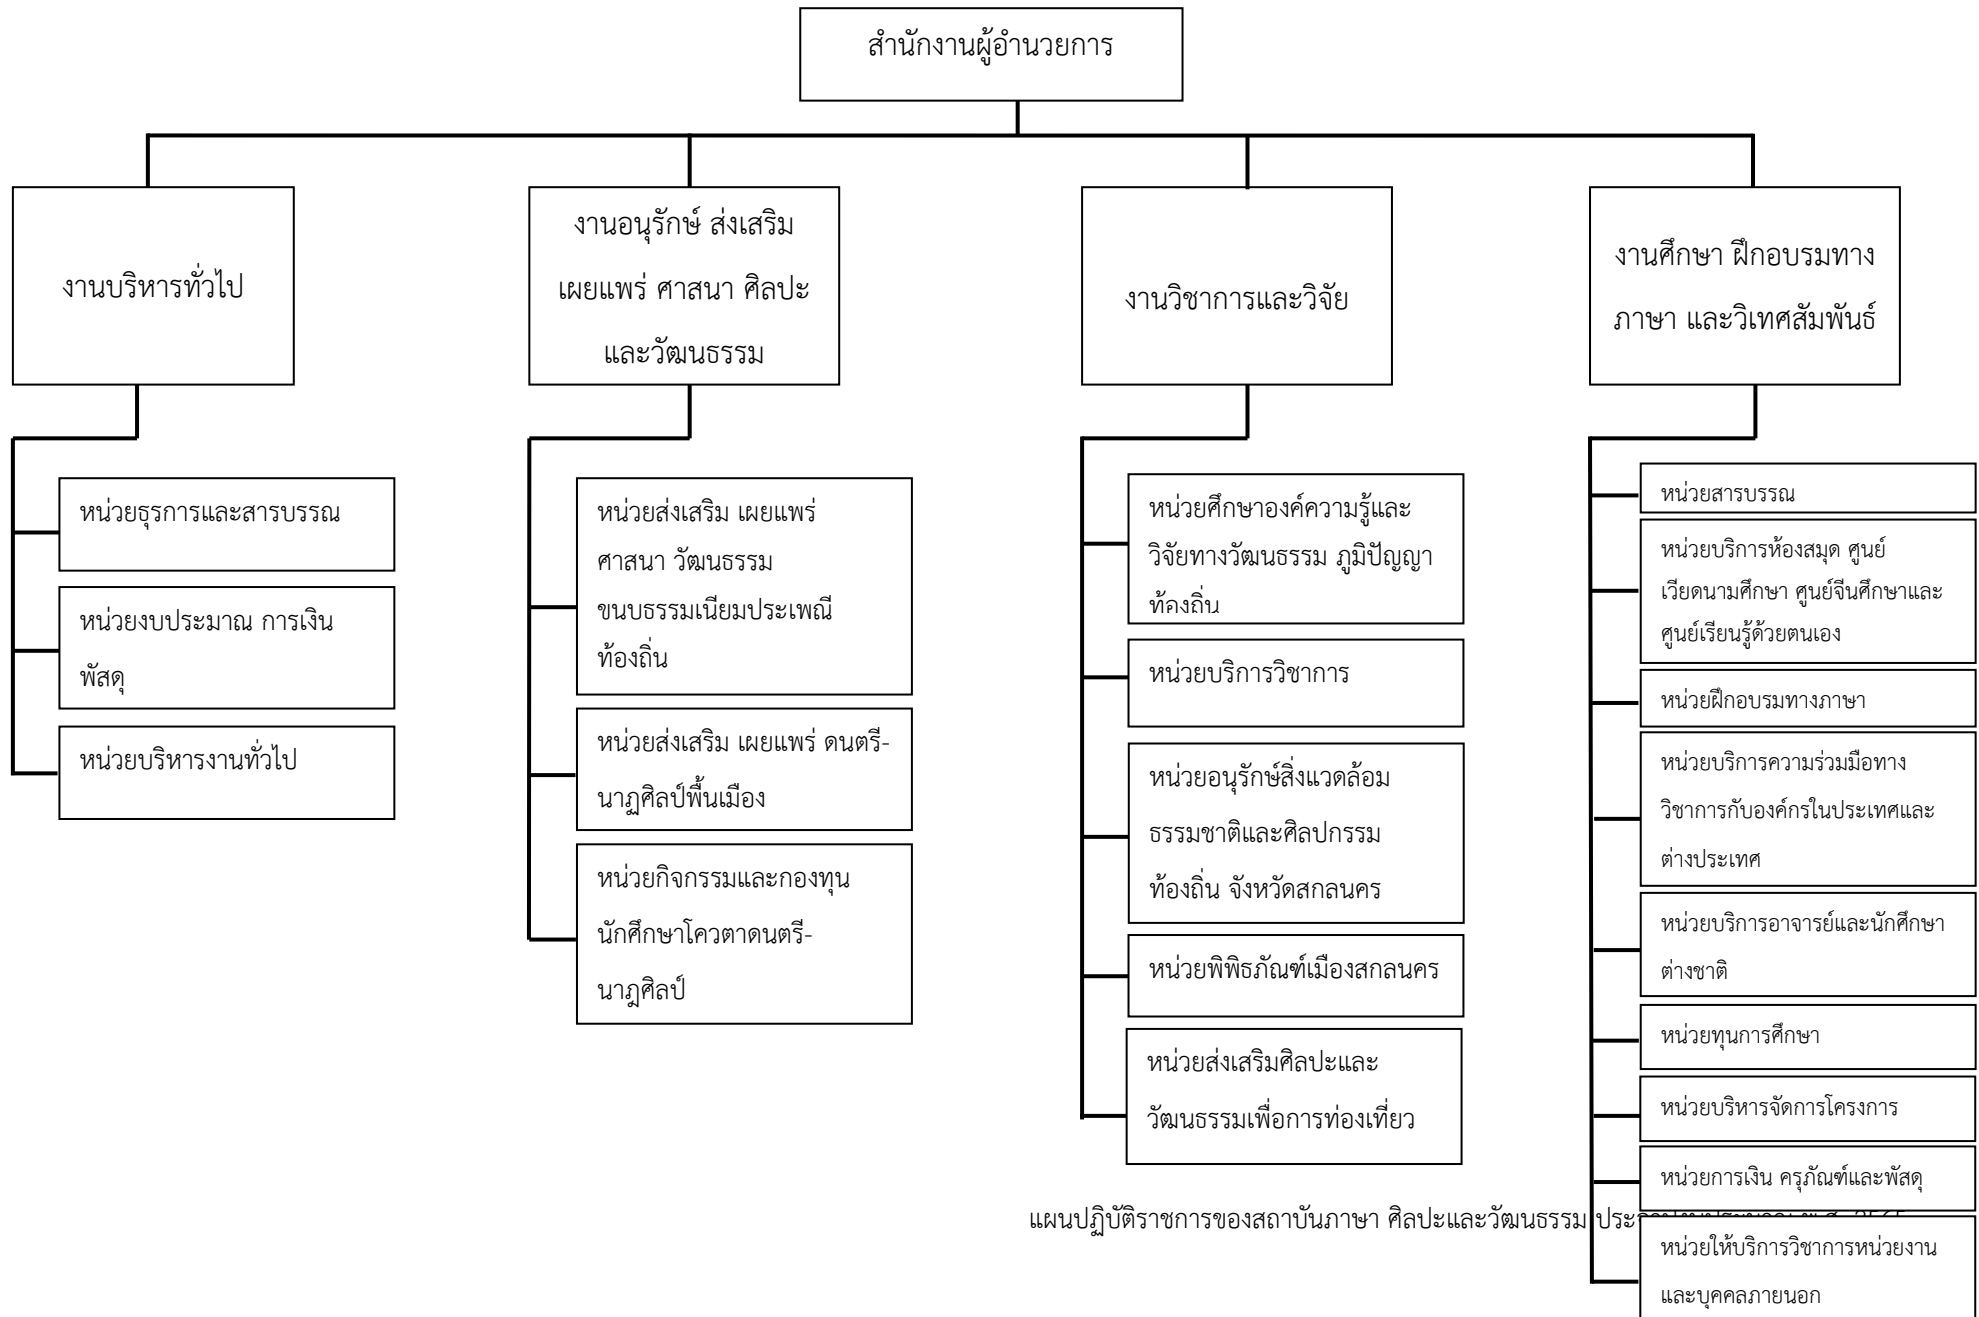 สำนักงานผู้อำนวยการ
งานบริหารทั่วไป
หน่วยธุรการและสารบรรณ
หน่วยงบประมาณ การเงิน
พัสดุ
หน่วยบริหารงานทั่วไป
งานอนุรักษ์ ส่งเสริม
เผยแพร่ ศาสนา ศิลปะ
และวัฒนธรรม
หน่วยส่งเสริม เผยแพร่
ศาสนา วัฒนธรรม
ขนบธรรมเนียมประเพณี
ท้องถิ่น
หน่วยส่งเสริม เผยแพร่ ดนตรี-
นาฏศิลป์พื้นเมือง
หน่วยกิจกรรมและกองทุน
นักศึกษาโควตาดนตรี-
นาฏศิลป์
งานวิชาการและวิจัย
หน่วยศึกษาองค์ความรู้และ
วิจัยทางวัฒนธรรม ภูมิปัญญา
ท้องถิ่น
หน่วยบริการวิชาการ
หน่วยอนุรักษ์สิ่งแวดล้อม
ธรรมชาติและศิลปกรรม
ท้องถิ่น จังหวัดสกลนคร
หน่วยพิพิธภัณฑ์เมืองสกลนคร
หน่วยส่งเสริมศิลปะและ
วัฒนธรรมเพื่อการท่องเที่ยว
งานศึกษา ฝึกอบรมทาง
ภาษา และวิเทศสัมพันธ์
หน่วยสารบรรณ
หน่วยบริการห้องสมุด ศูนย์
เวียดนามศึกษา ศูนย์จีนศึกษาและ
ศูนย์เรียนรู้ด้วยตนเอง
หน่วยฝึกอบรมทางภาษา
หน่วยบริการความร่วมมือทาง
วิชาการกับองค์กรในประเทศและ
ต่างประเทศ
หน่วยบริการอาจารย์และนักศึกษา
ต่างชาติ
หน่วยทุนการศึกษา
หน่วยบริหารจัดการโครงการ
หน่วยการเงิน ครุภัณฑ์และพัสดุ
หน่วยให้บริการวิชาการหน่วยงาน
และบุคคลภายนอก
แผนปฏิบัติราชการของสถาบันภาษา ศิลปะและวัฒนธรรม